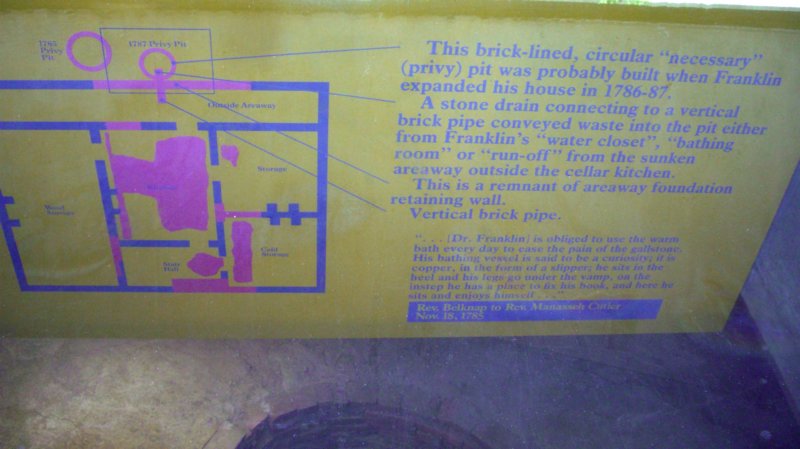 1785
Privy
Pit
1787 Privy Pit
Outside Areaway
Storage
Wood
Storage
Cold
Storage
Stair
Hall
This brick-lined, circular “necessary”
(privy) pit was probably built when Franklin
expanded his house in 1786-87.
A stone drain connecting to a vertical
brick pipe conveyed waste into the pit either
from Franklin's “water closet”, “bathing
room” or “run-off” from the sunken
areaway outside the cellar kitchen.
This is a remnant of areaway foundation
retaining wall.
Vertical brick pipe.
“. . . [Dr. Franklin] is obliged to use the warm
bath every day to ease the pain of the gallstone.
His bathing vessel is said to be a curiosity; it is
copper, in the form of a slipper; he sits in the
heel and his legs go under the vamp, on the
instep he has a place to fix his book, and here he
sits and enjoys himself . . .”
Rev. Belknap to Rev. Manasseh Cutler
Nov. 18, 1785